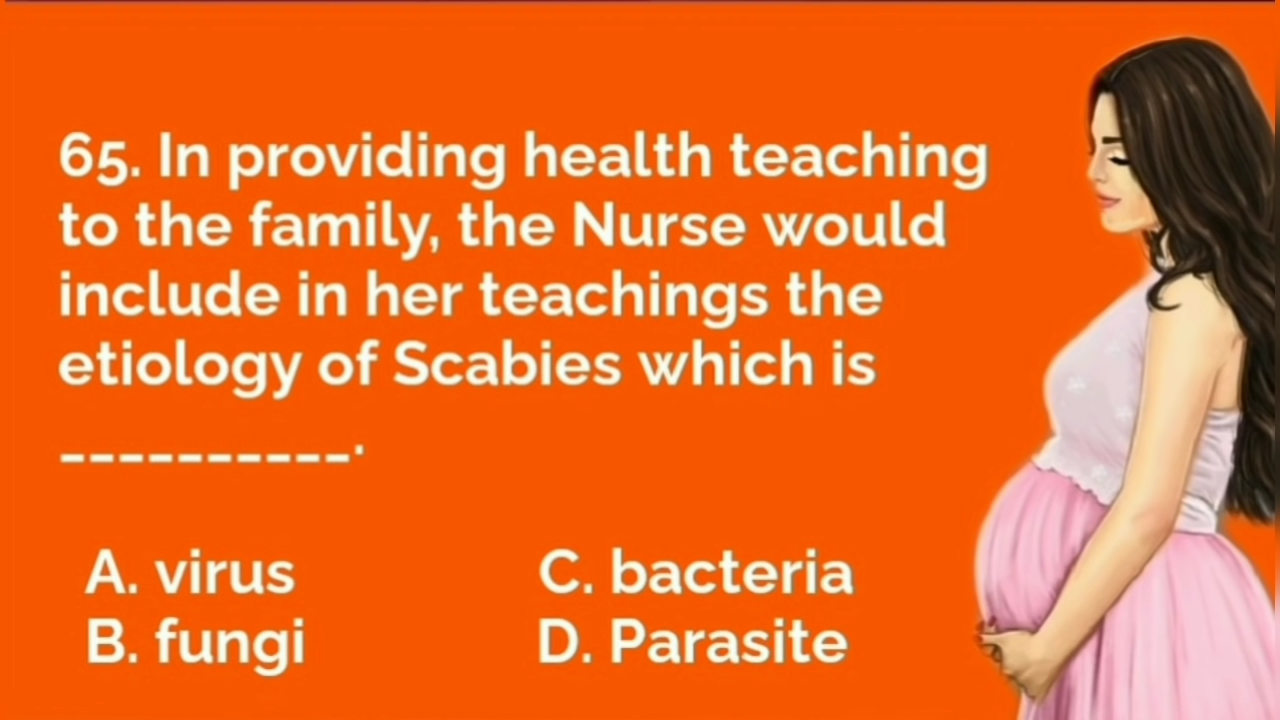 65. In providing health teaching
to the family, the Nurse would
include in her teachings the
etiology of Scabies which is
__________.
A. virus
B. fungi
C. bacteria
D. Parasite